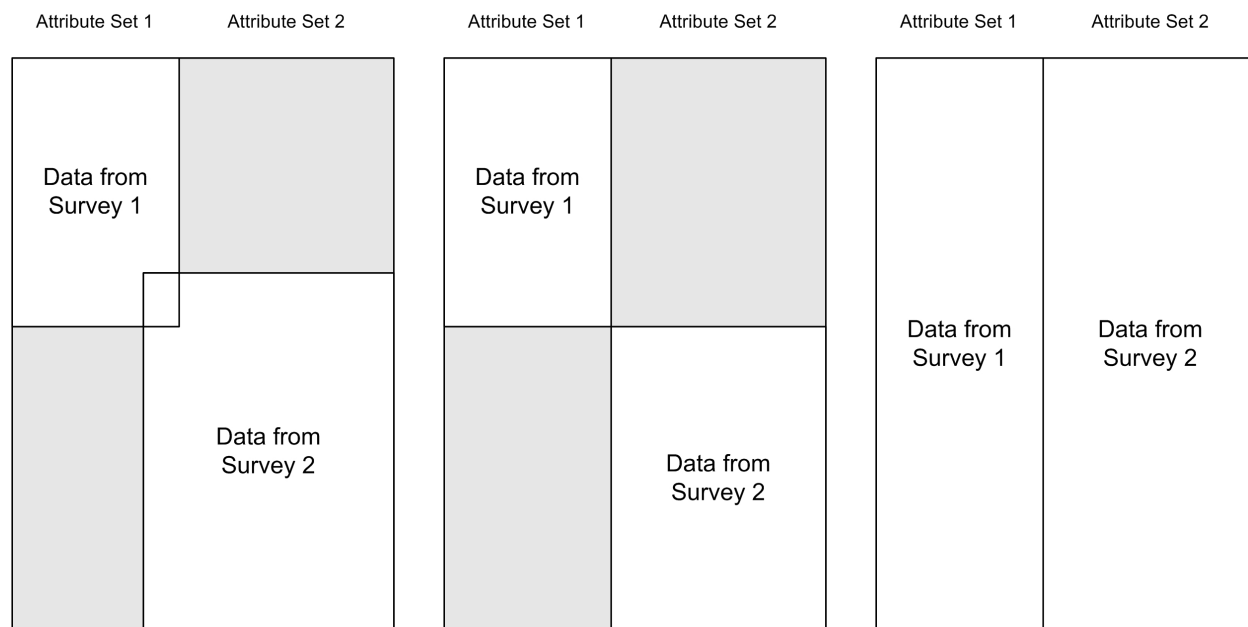 Attribute Set 1
Attribute Set 2
Attribute Set 1
Attribute Set 2
Attribute Set 1
Attribute Set 2
Data from
Survey 1
Data from
Survey 2
Data from
Survey 1
Data from
Survey 2
Data from
Survey 1
Data from
Survey 2